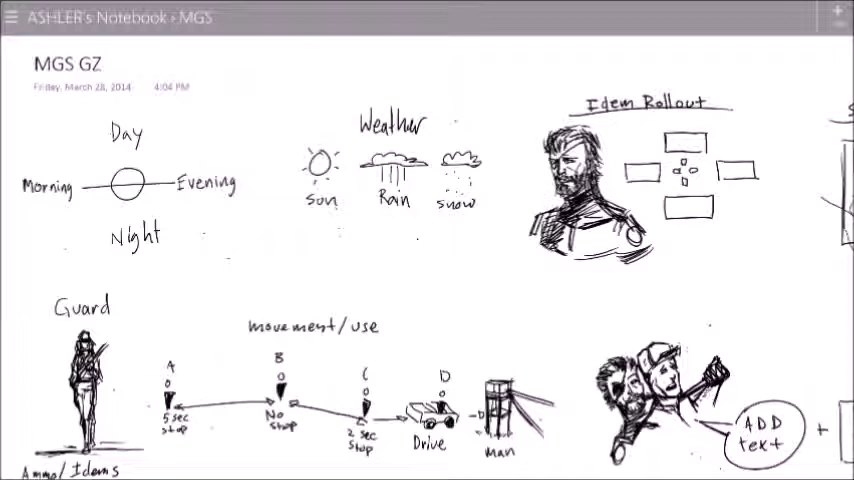 ASHLER's Notebook › MGS
MGS GZ
Friday, March 28, 2014 4:04 PM
Day
Morning
Evening
Night
Weather
Sun
Rain
Snow
Idem Rollout
Guard
Ammo/Idems
movement/use
A
5 sec
stop
B
No
stop
C
2 sec
stop
D
Drive
man
ADD
text
+